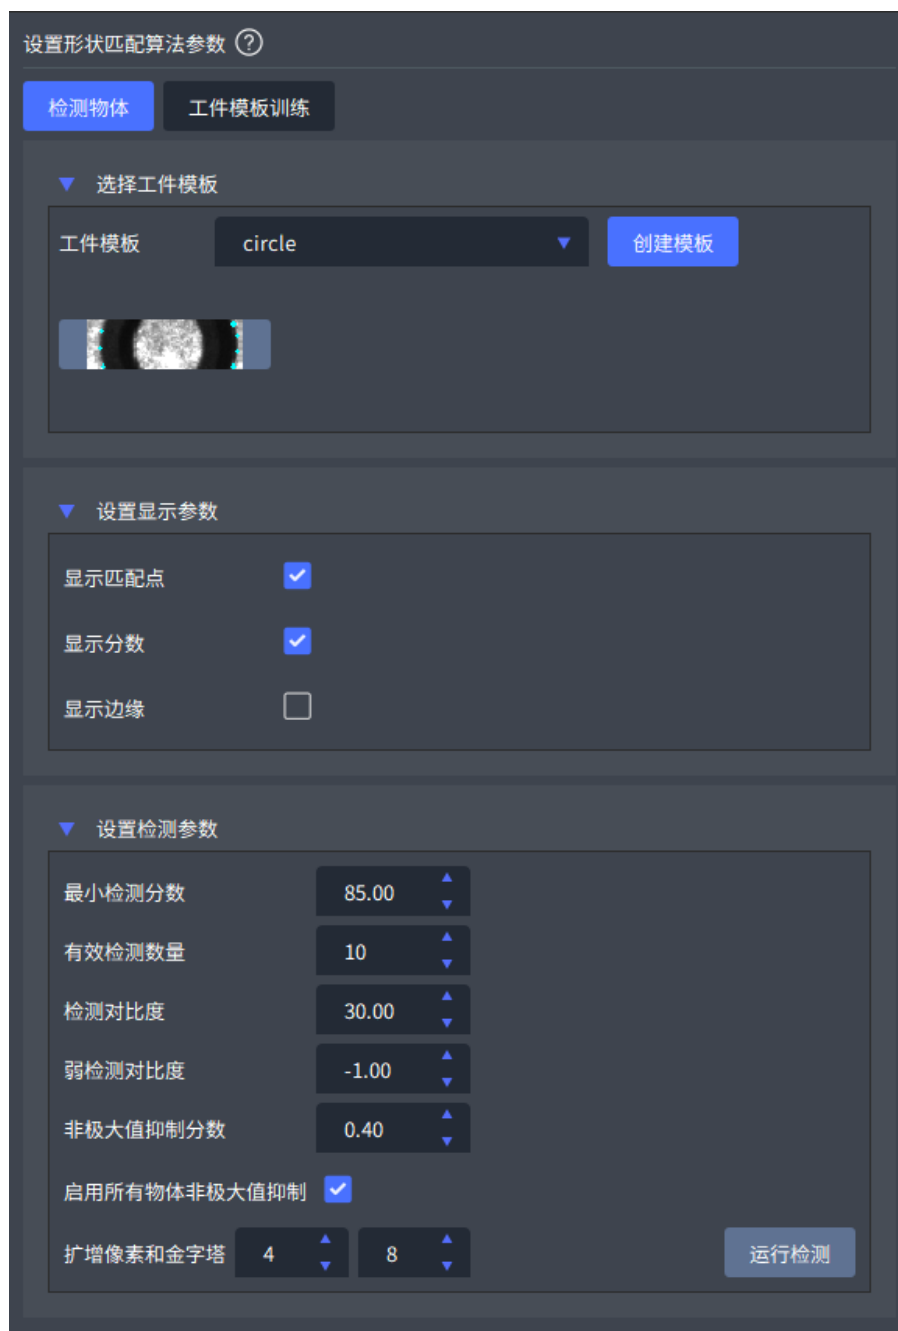 设置形状匹配算法参数 ?
检测物体 工件模板训练
选择工件模板
工件模板 circle 创建模板
设置显示参数
显示匹配点
显示分数
显示边缘
设置检测参数
最小检测分数 85.00
有效检测数量 10
检测对比度 30.00
弱检测对比度 -1.00
非极大值抑制分数 0.40
启用所有物体非极大值抑制
扩增像素和金字塔 4 8 运行检测